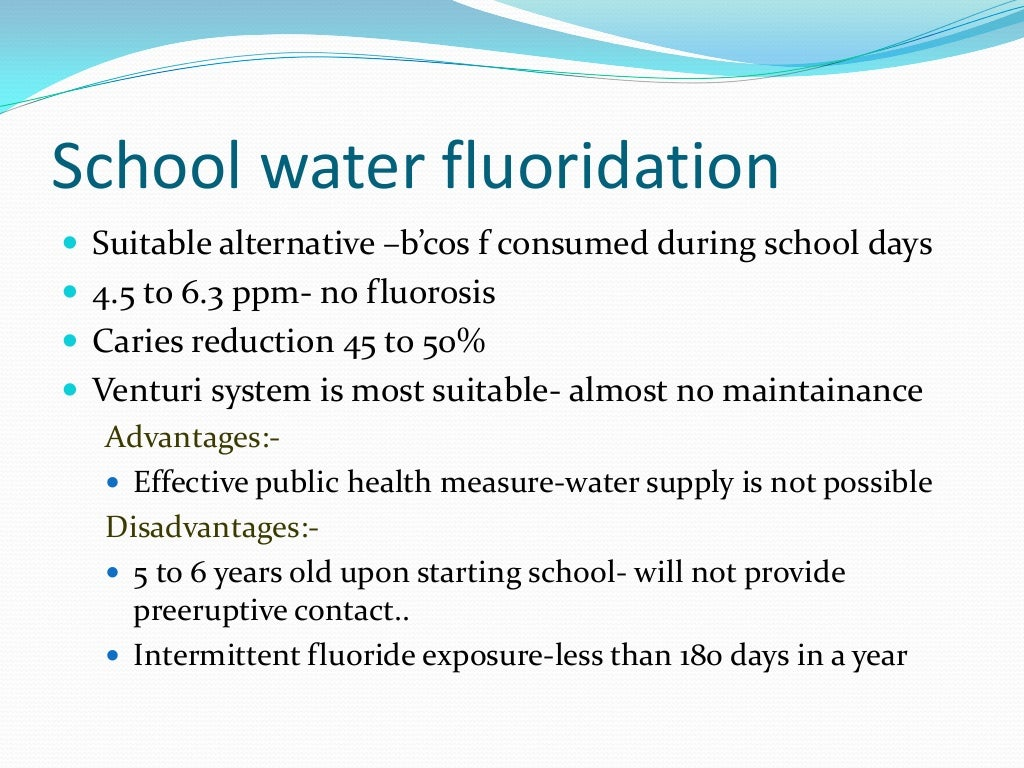 School water fluoridation
Suitable alternative –b’cos f consumed during school days
4.5 to 6.3 ppm- no fluorosis
Caries reduction 45 to 50%
Venturi system is most suitable- almost no maintainance
Advantages:-
Effective public health measure-water supply is not possible
Disadvantages:-
5 to 6 years old upon starting school- will not provide
preeruptive contact..
Intermittent fluoride exposure-less than 180 days in a year